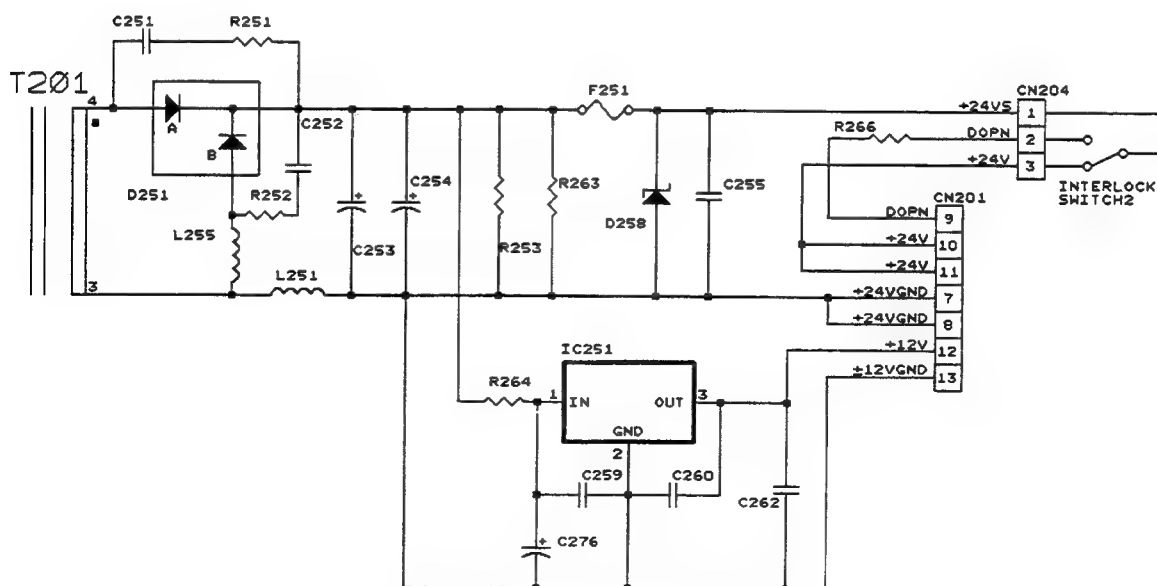 C251
R251
T201
4
A
B
D251
C252
R252
L255
L251
3
C253
C254
R253
R263
F251
D258
C255
CN204
+24VS
1
R266
DOPN
2
+24V
3
INTERLOCK
SWITCH2
CN201
DOPN
9
+24V
10
+24V
11
+24VGND
7
+24VGND
8
+12V
12
±12VGND
13
IC251
R264
1
IN
OUT
3
GND
2
C259
C260
C262
C276
+
+
+